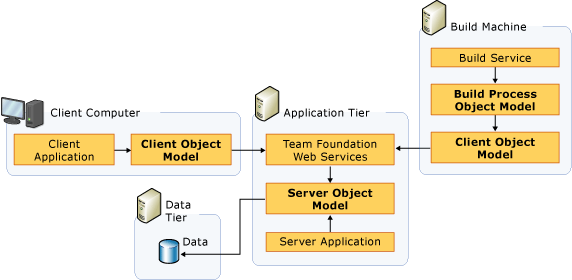 Build Machine
Build Service
Build Process
Object Model
Client Object
Model
Client Computer
Client
Application
Client Object
Model
Application Tier
Team Foundation
Web Services
Server Object
Model
Server Application
Data
Tier
Data